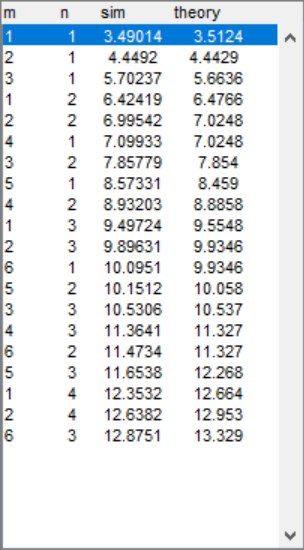 m n sim theory
1 1 3.49014 3.5124
2 1 4.4492 4.4429
3 1 5.70237 5.6636
1 2 6.42419 6.4766
2 2 6.99542 7.0248
4 1 7.09933 7.0248
3 2 7.85779 7.854
5 1 8.57331 8.459
4 2 8.93203 8.8858
1 3 9.49724 9.5548
2 3 9.89631 9.9346
6 1 10.0951 9.9346
5 2 10.1512 10.058
3 3 10.5306 10.537
4 3 11.3641 11.327
6 2 11.4734 11.327
5 3 11.6538 12.268
1 4 12.3532 12.664
2 4 12.6382 12.953
6 3 12.8751 13.329